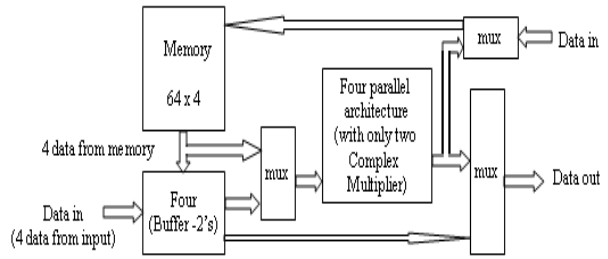 Memory
64 x 4
mux
Data in
Four parallel
architecture
(with only two
Complex
Multiplier)
4 data from memory
mux
mux
Data out
Four
(Buffer -2's)
Data in
(4 data from input)